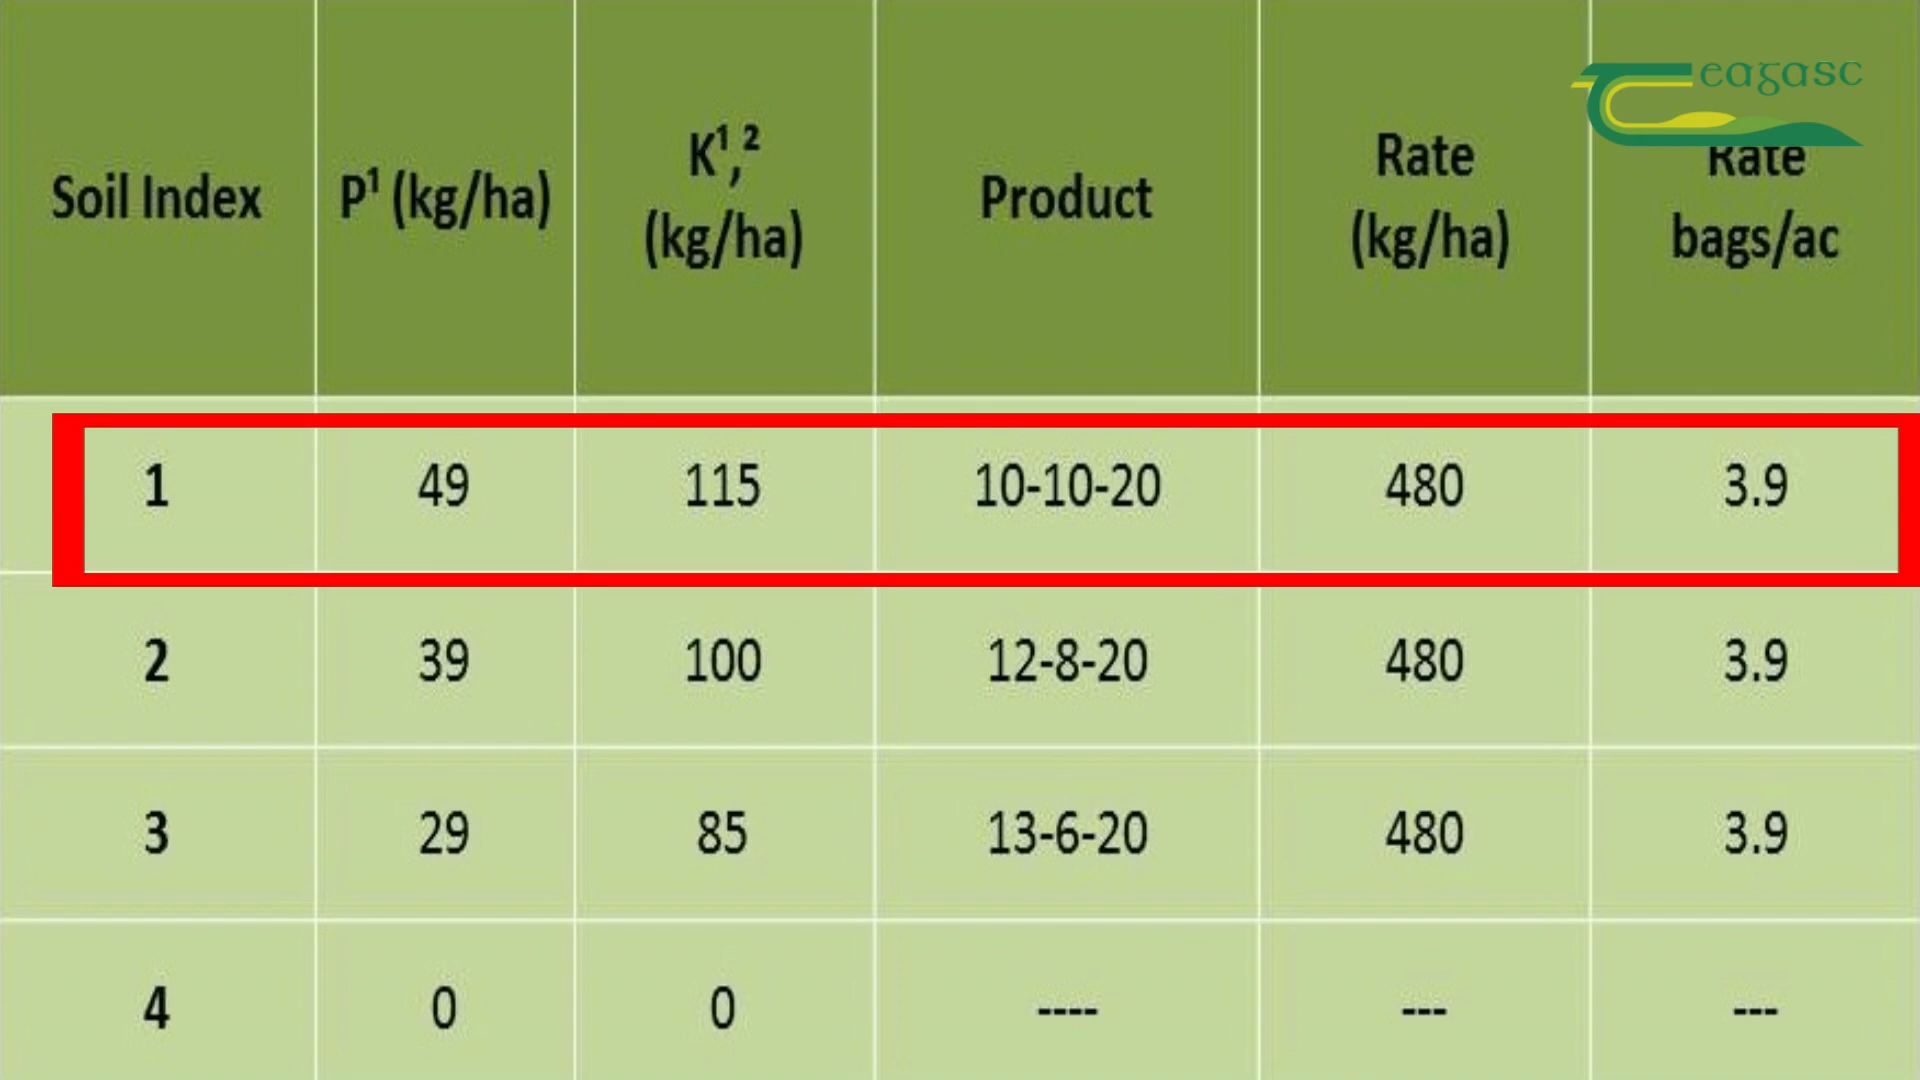 eagasc
Soil Index P¹ (kg/ha) K¹,² (kg/ha) Product Rate (kg/ha) Rate bags/ac
1 49 115 10-10-20 480 3.9
2 39 100 12-8-20 480 3.9
3 29 85 13-6-20 480 3.9
4 0 0 ---- --- ---